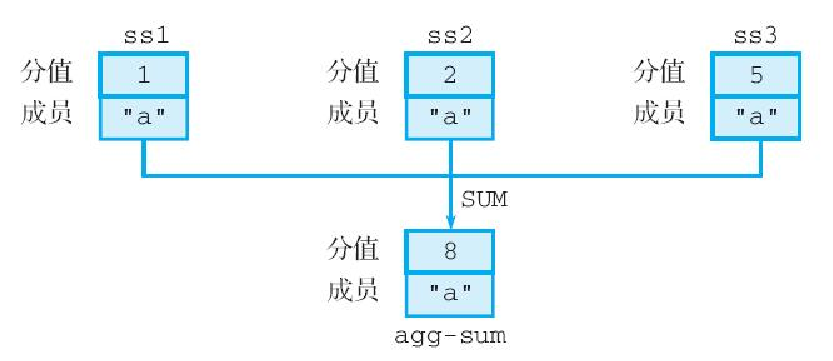 ss1 ss2 ss3
分值 1 分值 2 分值 5
成员 "a" 成员 "a" 成员 "a"
SUM
分值 8
成员 "a"
agg-sum